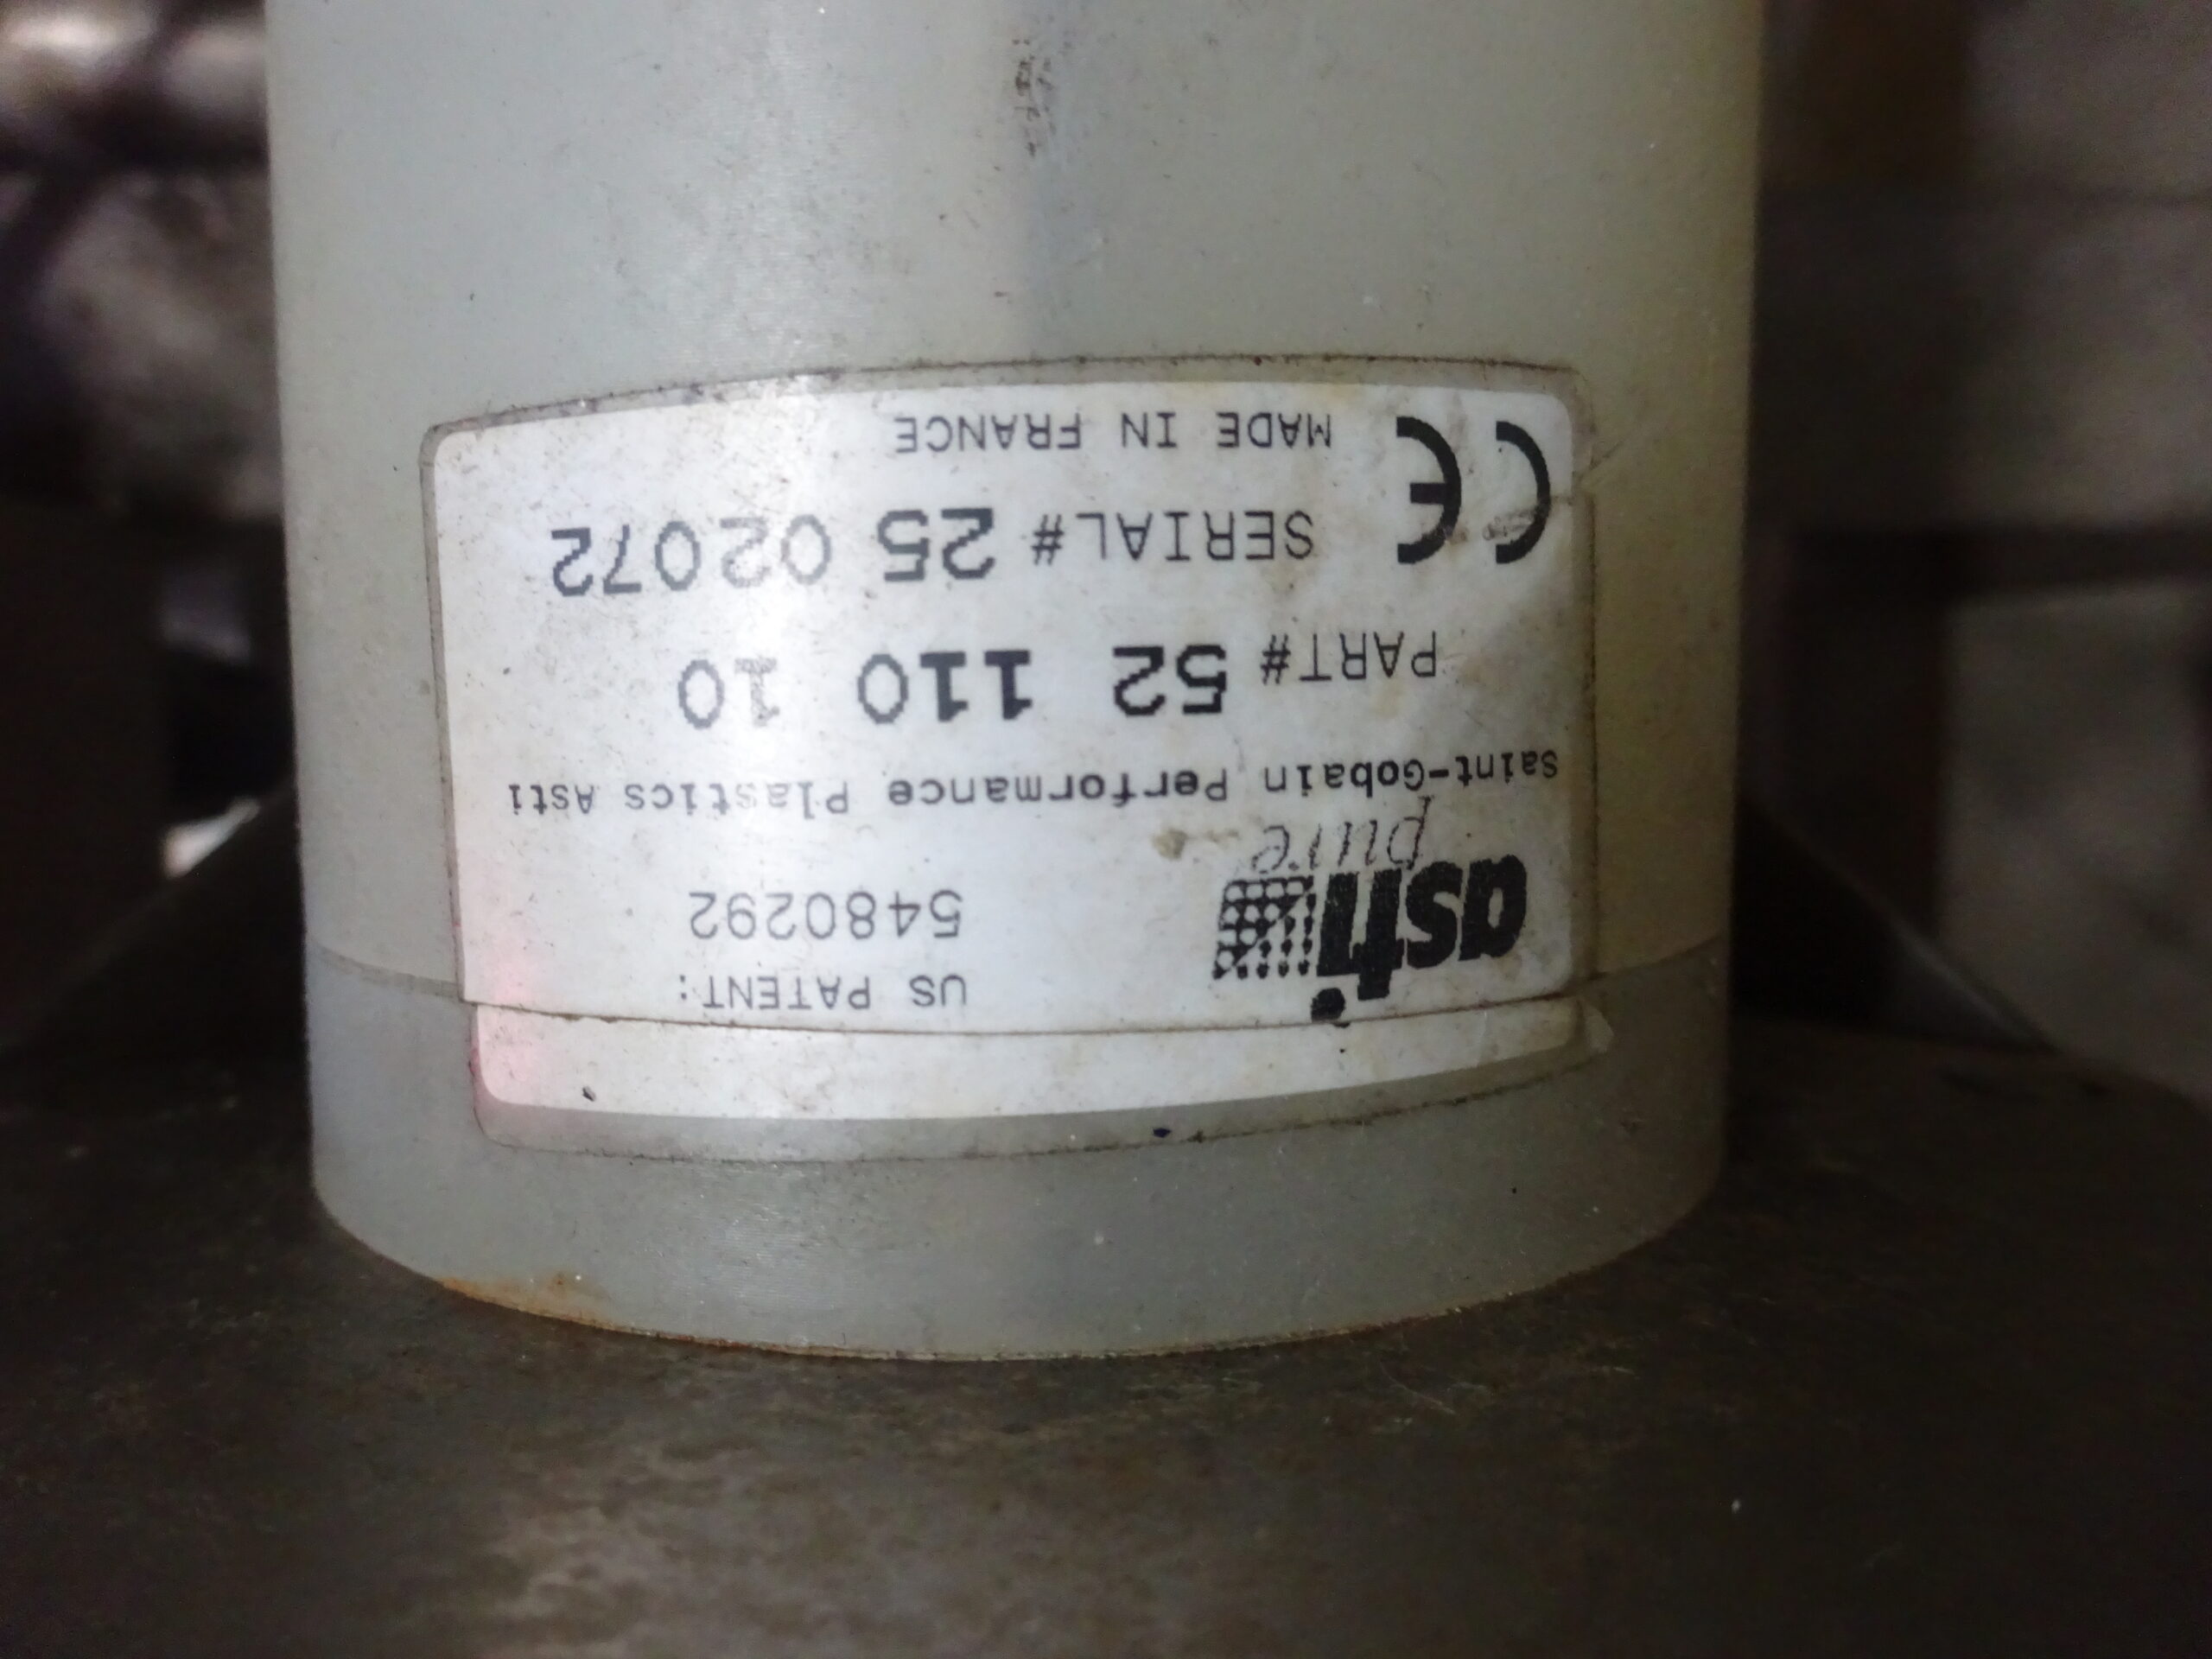 US PATENT:
asti
5480292
pure
Saint-Gobain Performance Plastics Asti
PART# 52 110 10
SERIAL# 25 02072
CE
MADE IN FRANCE